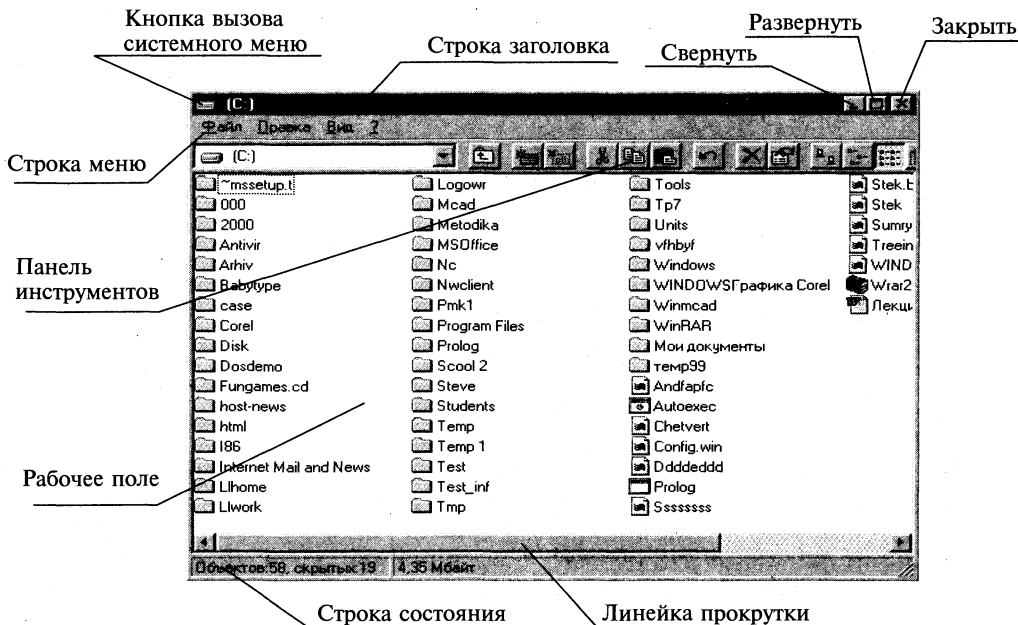 Кнопка вызова
системного меню
Строка заголовка
Свернуть
Развернуть
Закрыть
(C:)
Файл Правка Вид ?
Строка меню
(C:)
~mssetup.t
000
2000
Antivir
Arhiv
Babytype
case
Corel
Disk
Dosdemo
Fungames.cd
host-news
html
I86
Internet Mail and News
Llhome
Llwork
Logowr
Mcad
Metodika
MSOffice
Nc
Nwclient
Pmk1
Program Files
Prolog
Scool 2
Steve
Students
Temp
Temp 1
Test
Test_inf
Tmp
Tools
Tp7
Units
vfhbyf
Windows
WINDOWSГрафика Corel
Winmcad
WinRAR
Мои документы
темр99
Andfapfc
Autoexec
Chetvert
Config.win
Ddddeddd
Prolog
Ssssssss
Stek.b
Stek
Sumry
Treein
WIND
Wrar2
Лекци
Панель
инструментов
Рабочее поле
Объектов:58, скрытых:19 4,35 Мбайт
Строка состояния
Линейка прокрутки